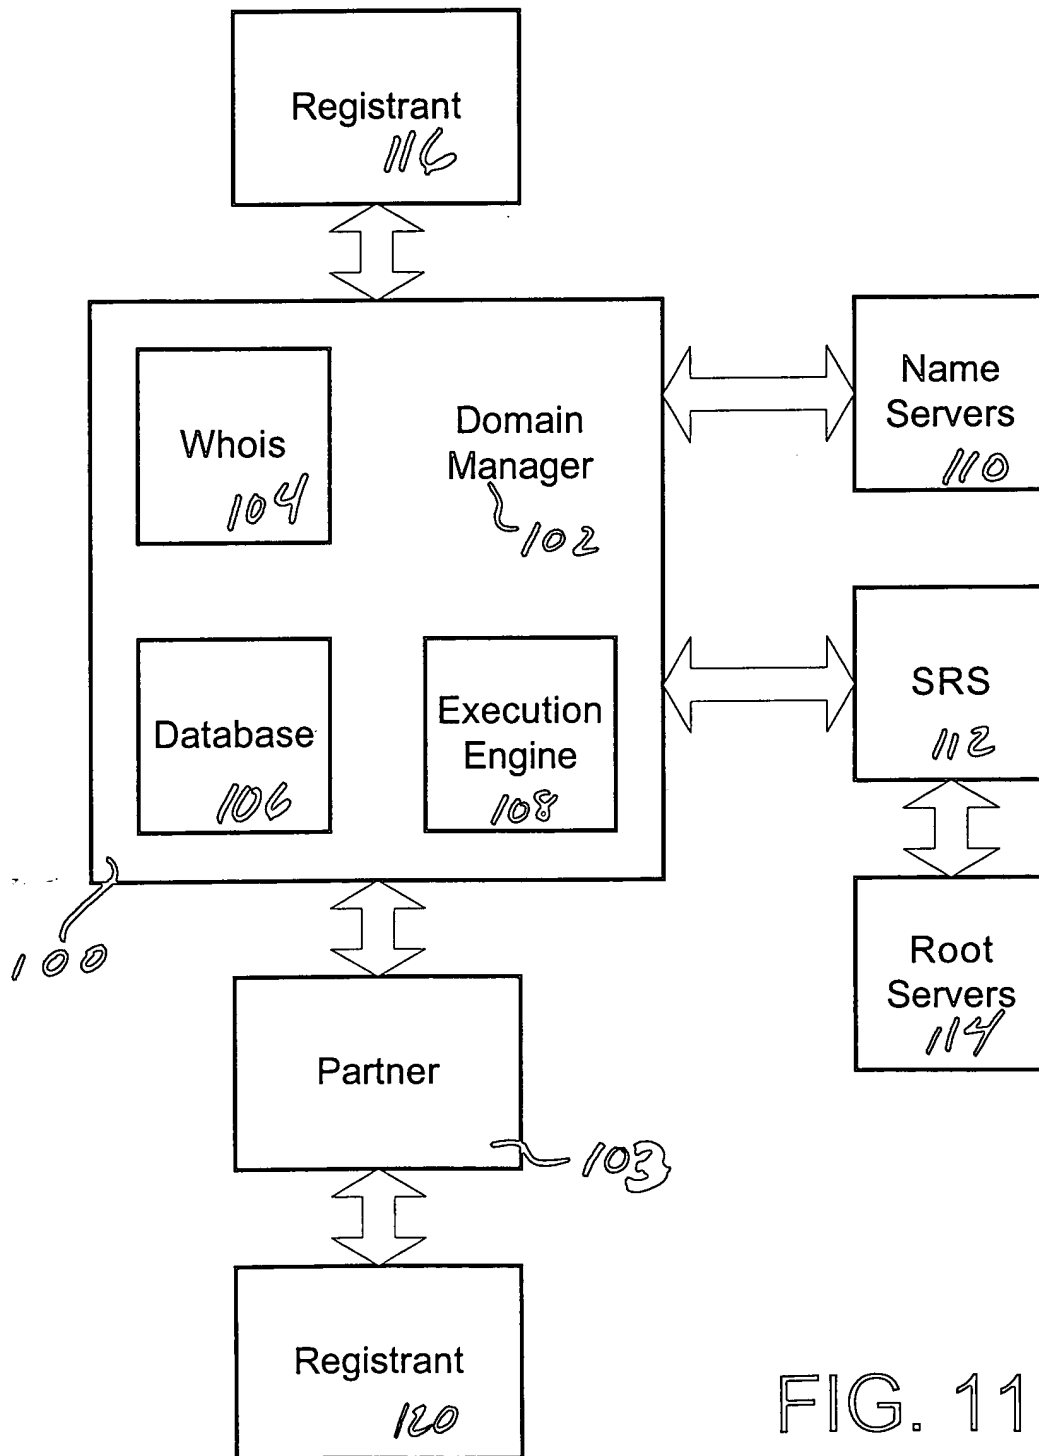 Registrant
116
Whois
104
Domain
Manager
102
Name
Servers
110
Database
106
Execution
Engine
108
SRS
112
100
Root
Servers
114
Partner
103
Registrant
120
FIG. 11